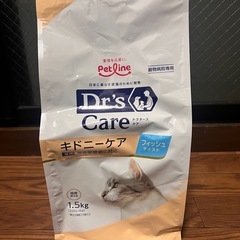 PetLine
動物病院専用
Dr's
Care
ドクターズ
ケア
キドニーケア
フィッシュ
テイスト
1.5kg